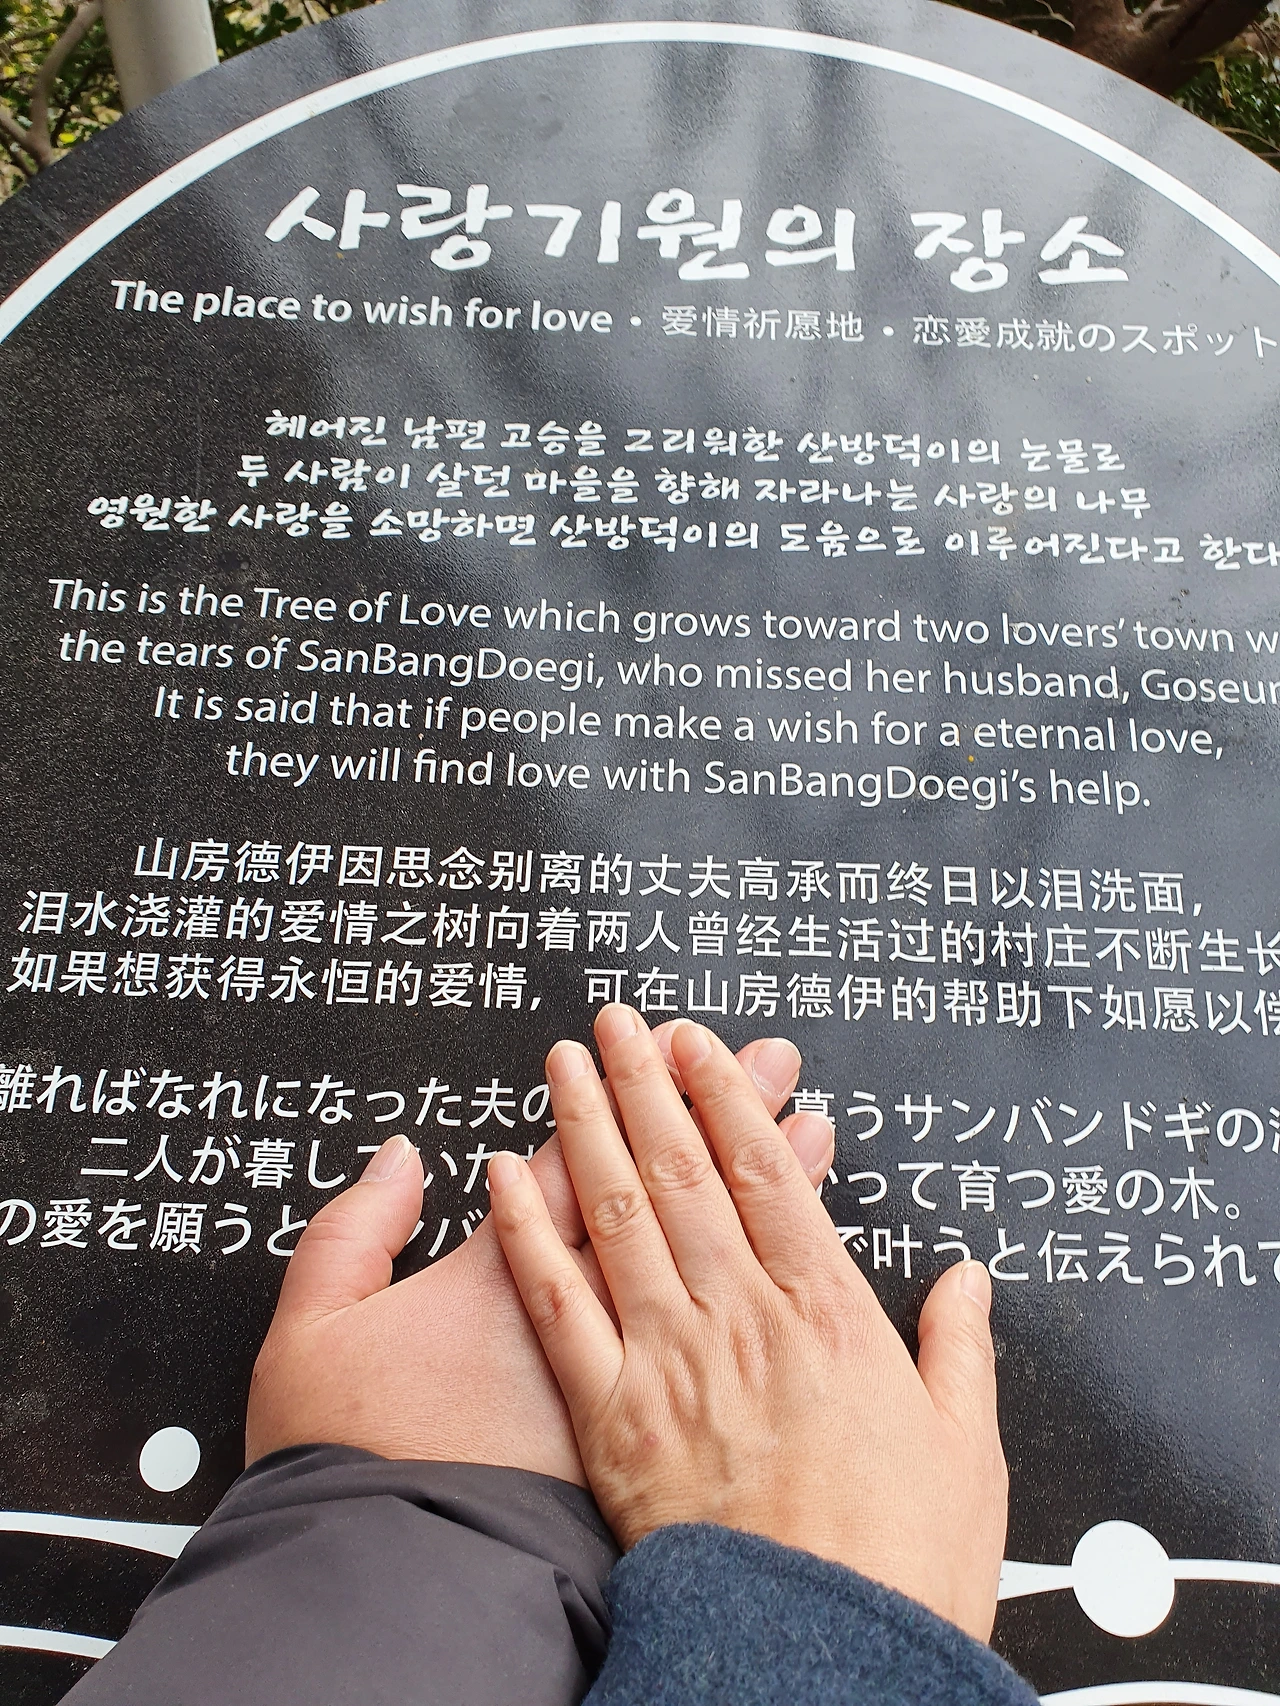 사랑기원의 장소
The place to wish for love • 爱情祈愿地 • 恋愛成就のスポット
헤어진 남편 고승을 그리워한 산방덕이의 눈물로
두 사람이 살던 마을을 향해 자라나는 사랑의 나무
영원한 사랑을 소망하면 산방덕이의 도움으로 이루어진다고 한다
This is the Tree of Love which grows toward two lovers' town
the tears of SanBangDoegi, who missed her husband,
It is said that if people make a wish for a eternal love,
they will find love with SanBangDoegi's help.
山房德伊因思念别离的丈夫高承而终日以泪洗面,
泪水浇灌的爱情之树向着两人曾经生活过的村庄不断生长
如果想获得永恒的爱情, 可在山房德伊的帮助下如愿以偿
離ればなれになった夫の 慕うサンバンドギの
二人が暮していた って育つ愛の木。
の愛を願うと で叶うと伝えられて